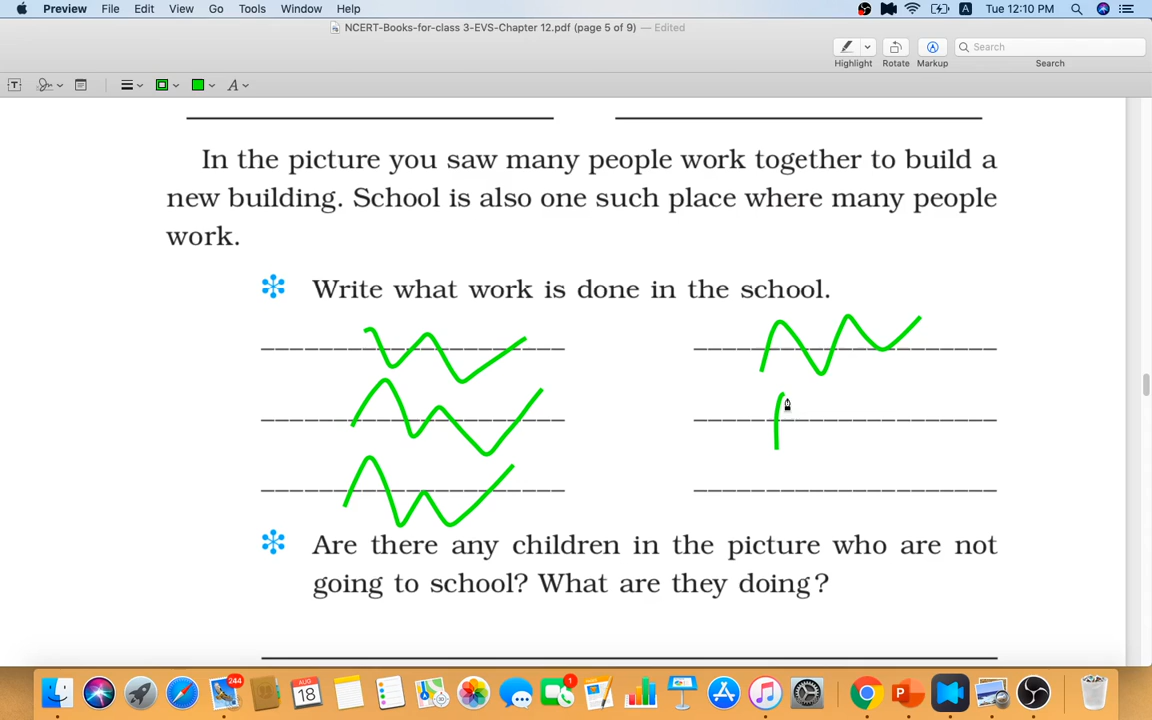 Preview File Edit View Go Tools Window Help A Tue 12:10 PM
NCERT-Books-for class 3-EVS-Chapter 12.pdf (page 5 of 9) — Edited
Search
Highlight Rotate Markup Search
T A
In the picture you saw many people work together to build a
new building. School is also one such place where many people
work.
Write what work is done in the school.
Are there any children in the picture who are not
going to school? What are they doing?
244
AUG
18
1
P